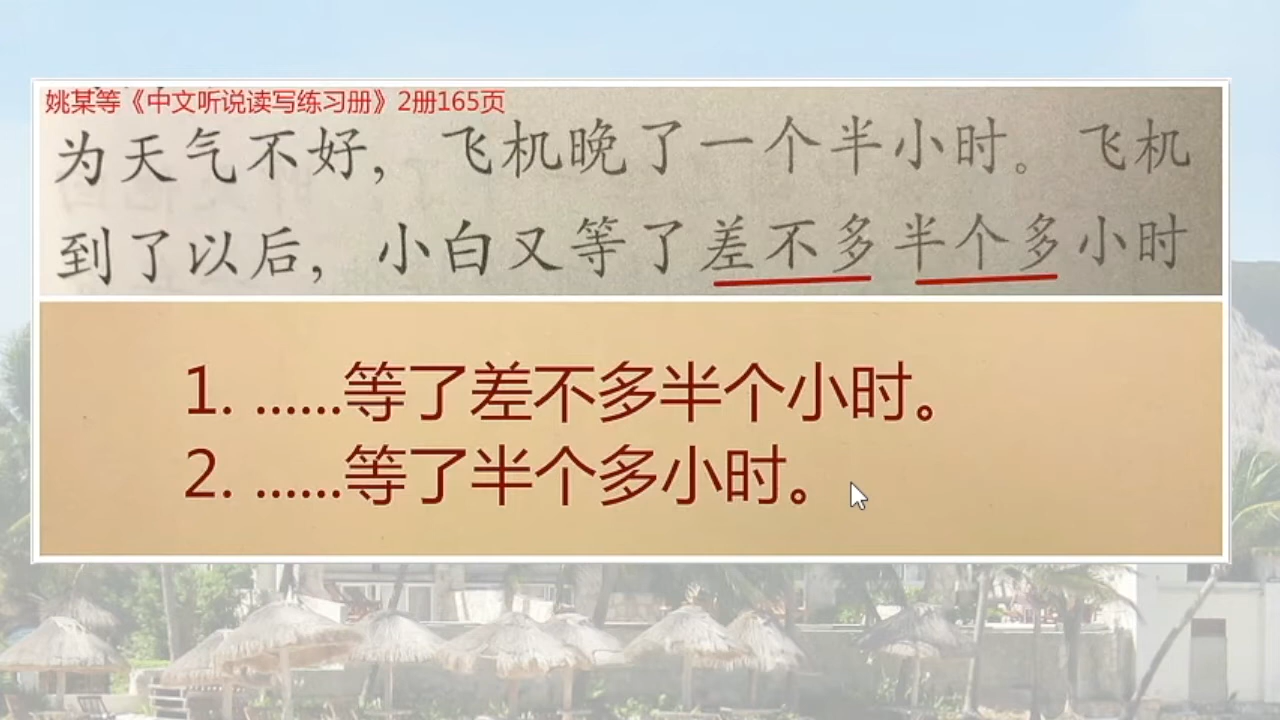 姚某等《中文听说读写练习册》2册165页
为天气不好，飞机晚了一个半小时。飞机
到了以后，小白又等了差不多半个多小时
1. ......等了差不多半个小时。
2. ......等了半个多小时。